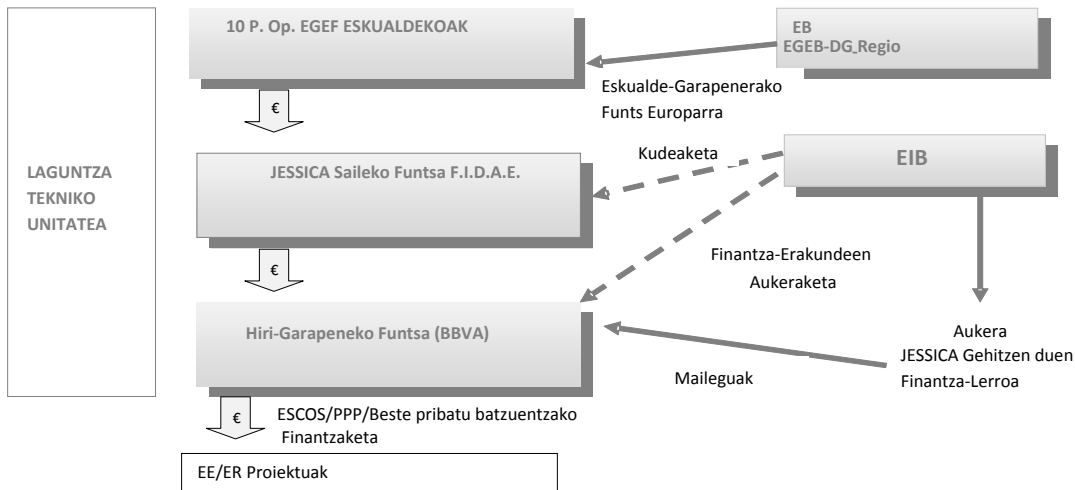 10 P. Op. EGEF ESKUALDEKOAK
EB
EGEB-DG_Regio
Eskualde-Garapenerako
Funts Europarra
€
LAGUNTZA
TEKNIKO
UNITATEA
JESSICA Saileko Funtsa F.I.D.A.E.
Kudeaketa
EIB
€
Finantza-Erakundeen
Aukeraketa
Hiri-Garapeneko Funtsa (BBVA)
Aukera
JESSICA Gehitzen duen
Finantza-Lerroa
Maileguak
€
ESCOS/PPP/Beste pribatu batzuentzako
Finantzaketa
EE/ER Proiektuak